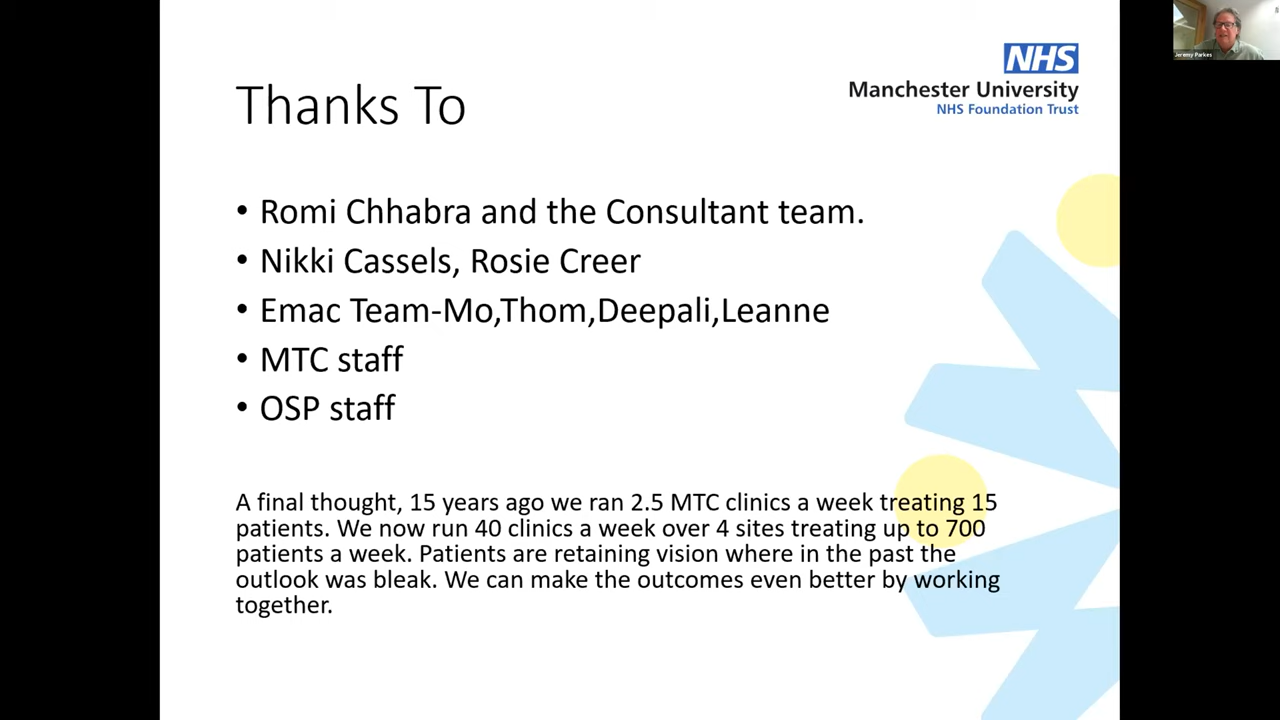 Thanks To
NHS
Manchester University
NHS Foundation Trust
• Romi Chhabra and the Consultant team.
• Nikki Cassels, Rosie Creer
• Emac Team-Mo,Thom,Deepali,Leanne
• MTC staff
• OSP staff
A final thought, 15 years ago we ran 2.5 MTC clinics a week treating 15
patients. We now run 40 clinics a week over 4 sites treating up to 700
patients a week. Patients are retaining vision where in the past the
outlook was bleak. We can make the outcomes even better by working
together.
Jeremy Parkes